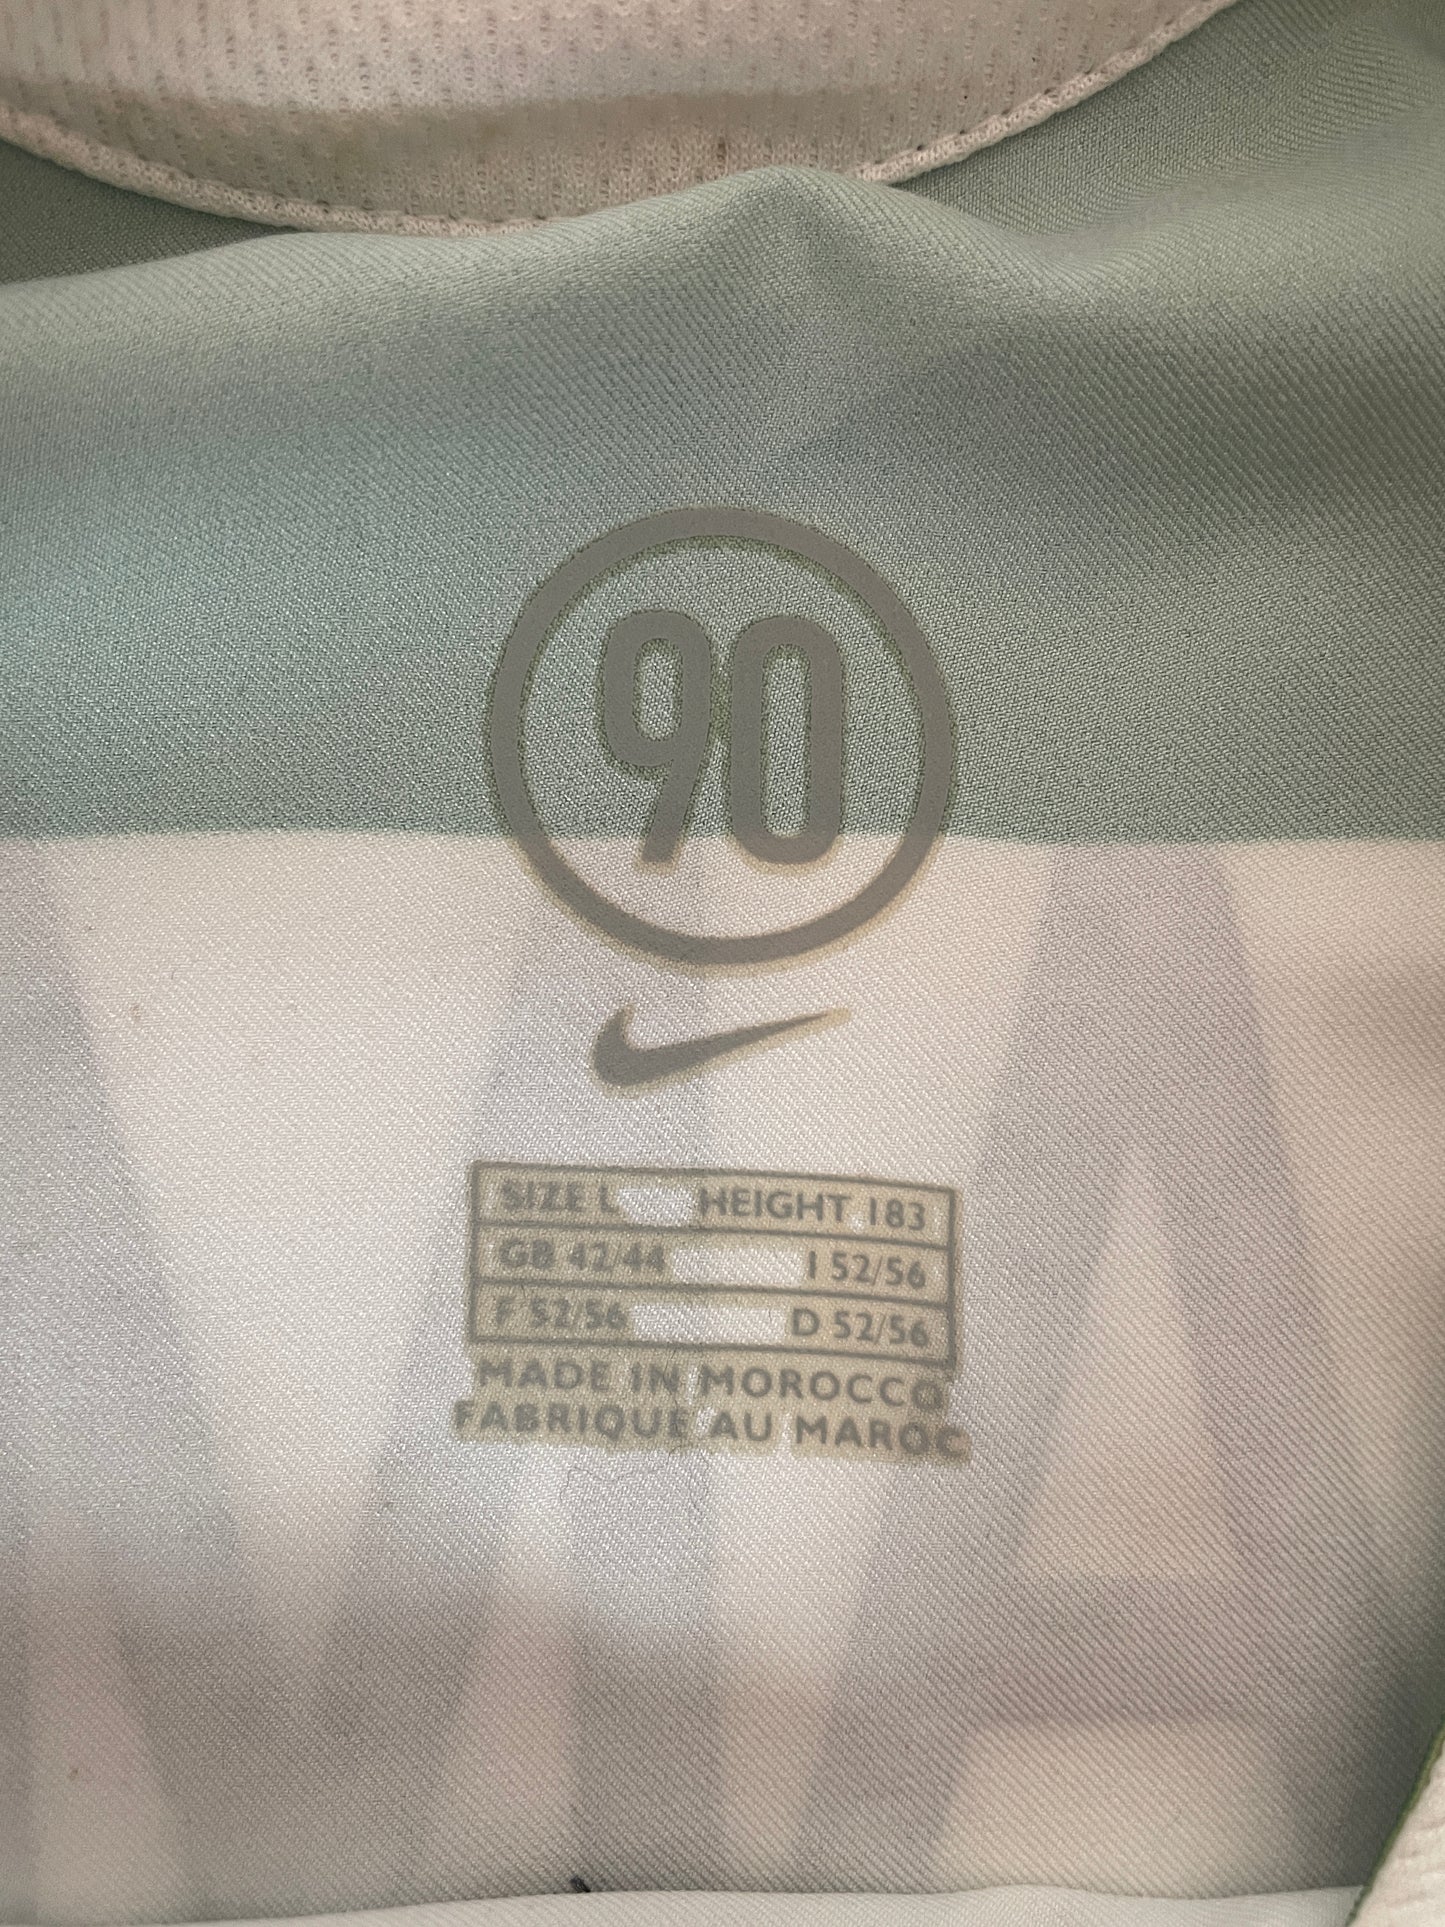 90
SIZE L HEIGHT 183
GB 42/44 I 52/56
F 52/56 D 52/56
MADE IN MOROCCO
FABRIQUE AU MAROC